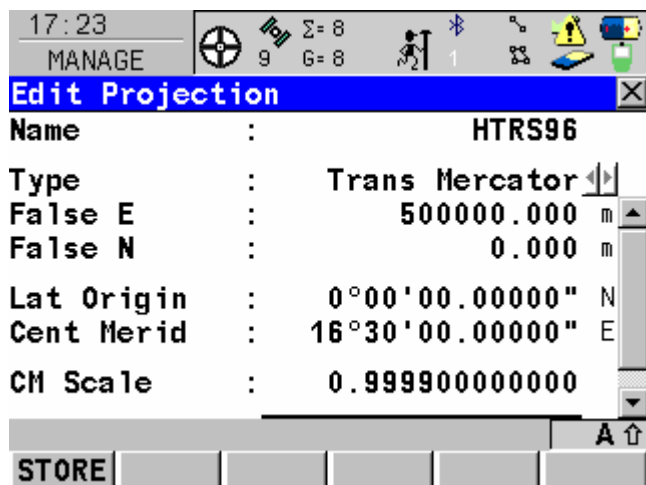 17:23
MANAGE
9
Σ= 8
G= 8
1
Edit Projection
Name : HTRS96
Type : Trans Mercator
False E : 500000.000 m
False N : 0.000 m
Lat Origin : 0°00'00.00000" N
Cent Merid : 16°30'00.00000" E
CM Scale : 0.999900000000
A
STORE